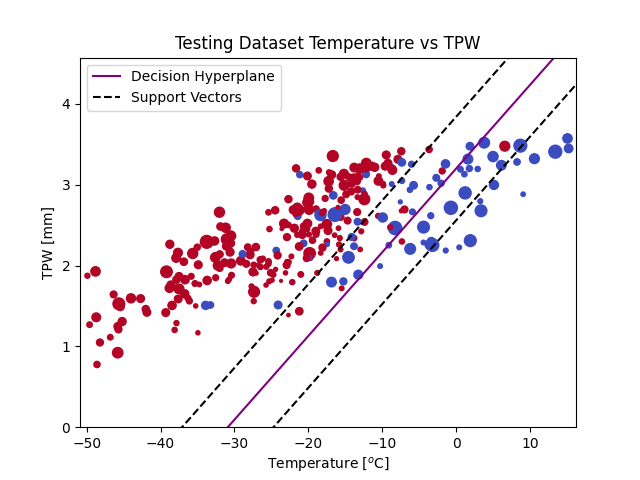 Testing Dataset Temperature vs TPW
Decision Hyperplane
Support Vectors
TPW [mm]
4
3
2
1
0
−50
−40
−30
−20
−10
0
10
Temperature [°C]